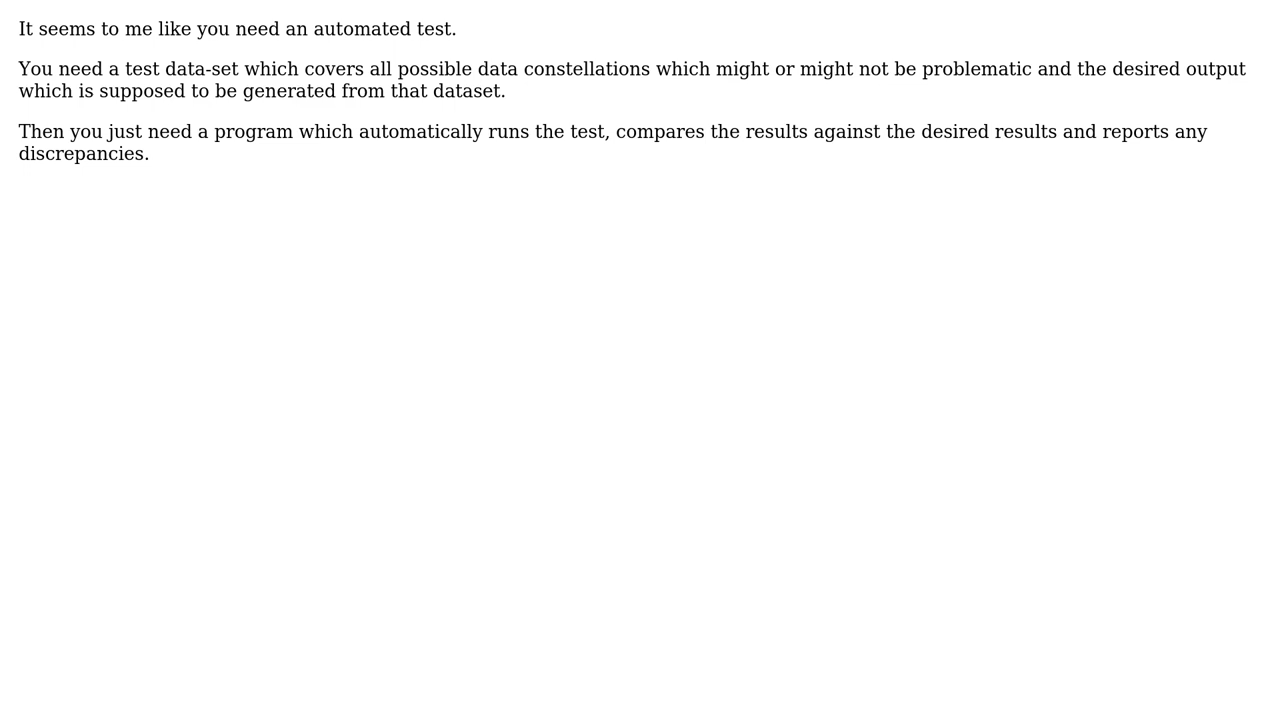 It seems to me like you need an automated test.
You need a test data-set which covers all possible data constellations which might or might not be problematic and the desired output
which is supposed to be generated from that dataset.
Then you just need a program which automatically runs the test, compares the results against the desired results and reports any
discrepancies.